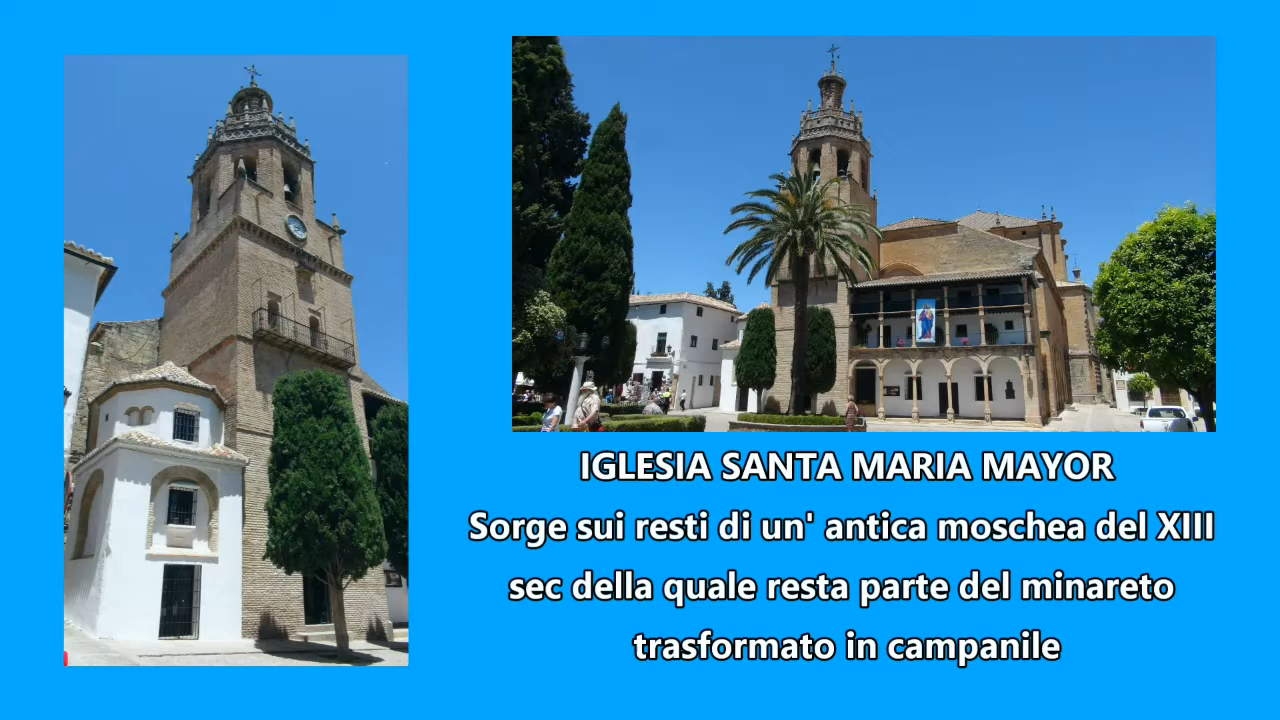 IGLESIA SANTA MARIA MAYOR
Sorge sui resti di un' antica moschea del XIII
sec della quale resta parte del minareto
trasformato in campanile